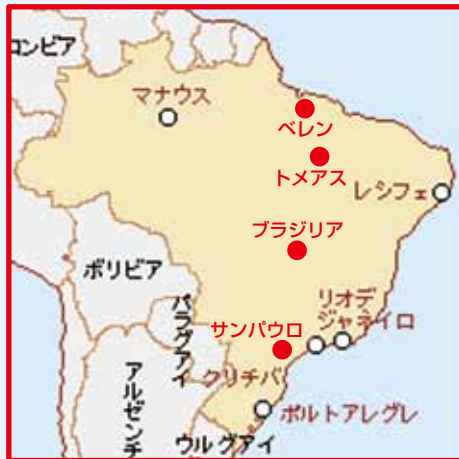 コンビア
マナウス
ベレン
トメアス
レシフェ
ブラジリア
ボリビア
パラグアイ
リオデ
ジャネイロ
サンパウロ
クリチバ
アルゼンチ
ポルトアレグレ
ウルグアイ